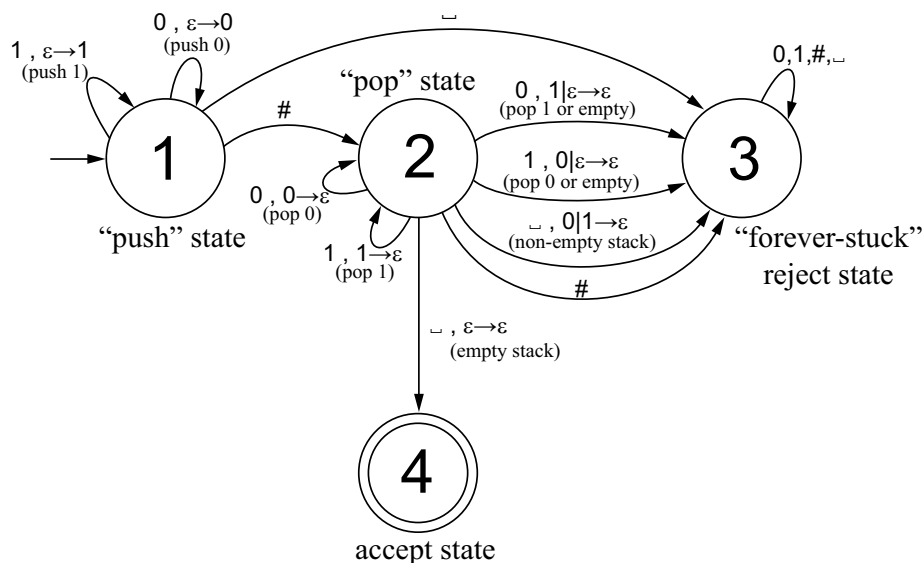 ␣
0 , ε→0
(push 0)
1 , ε→1
(push 1)
0,1,#,␣
“pop” state
0 , 1|ε→ε
(pop 1 or empty)
#
1
2
3
1 , 0|ε→ε
(pop 0 or empty)
0 , 0→ε
(pop 0)
␣ , 0|1→ε
(non-empty stack)
“push” state
“forever-stuck”
reject state
1 , 1→ε
(pop 1)
#
␣ , ε→ε
(empty stack)
4
accept state